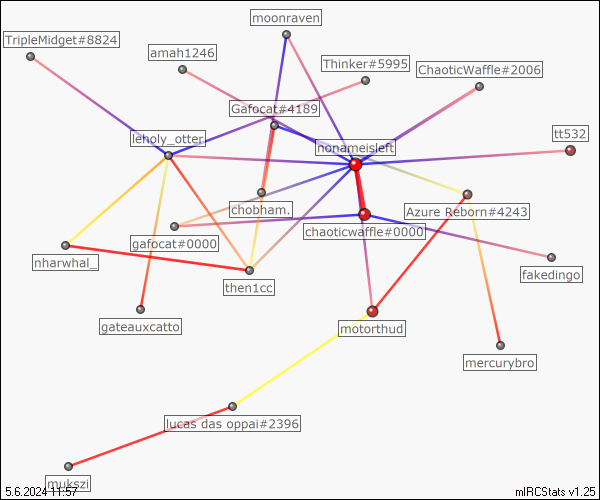 moonraven
TripleMidget#8824
amah1246
Thinker#5995
ChaoticWaffle#2006
Gafocat#4189
tt532
leholy_otter
nonameisleft
chobham.
Azure Reborn#4243
gafocat#0000
chaoticwaffle#0000
nharwhal_
fakedingo
then1cc
gateauxcatto
motorthud
mercurybro
lucas das oppai#2396
mukszi
5.6.2024 11:57
mIRCStats v1.25